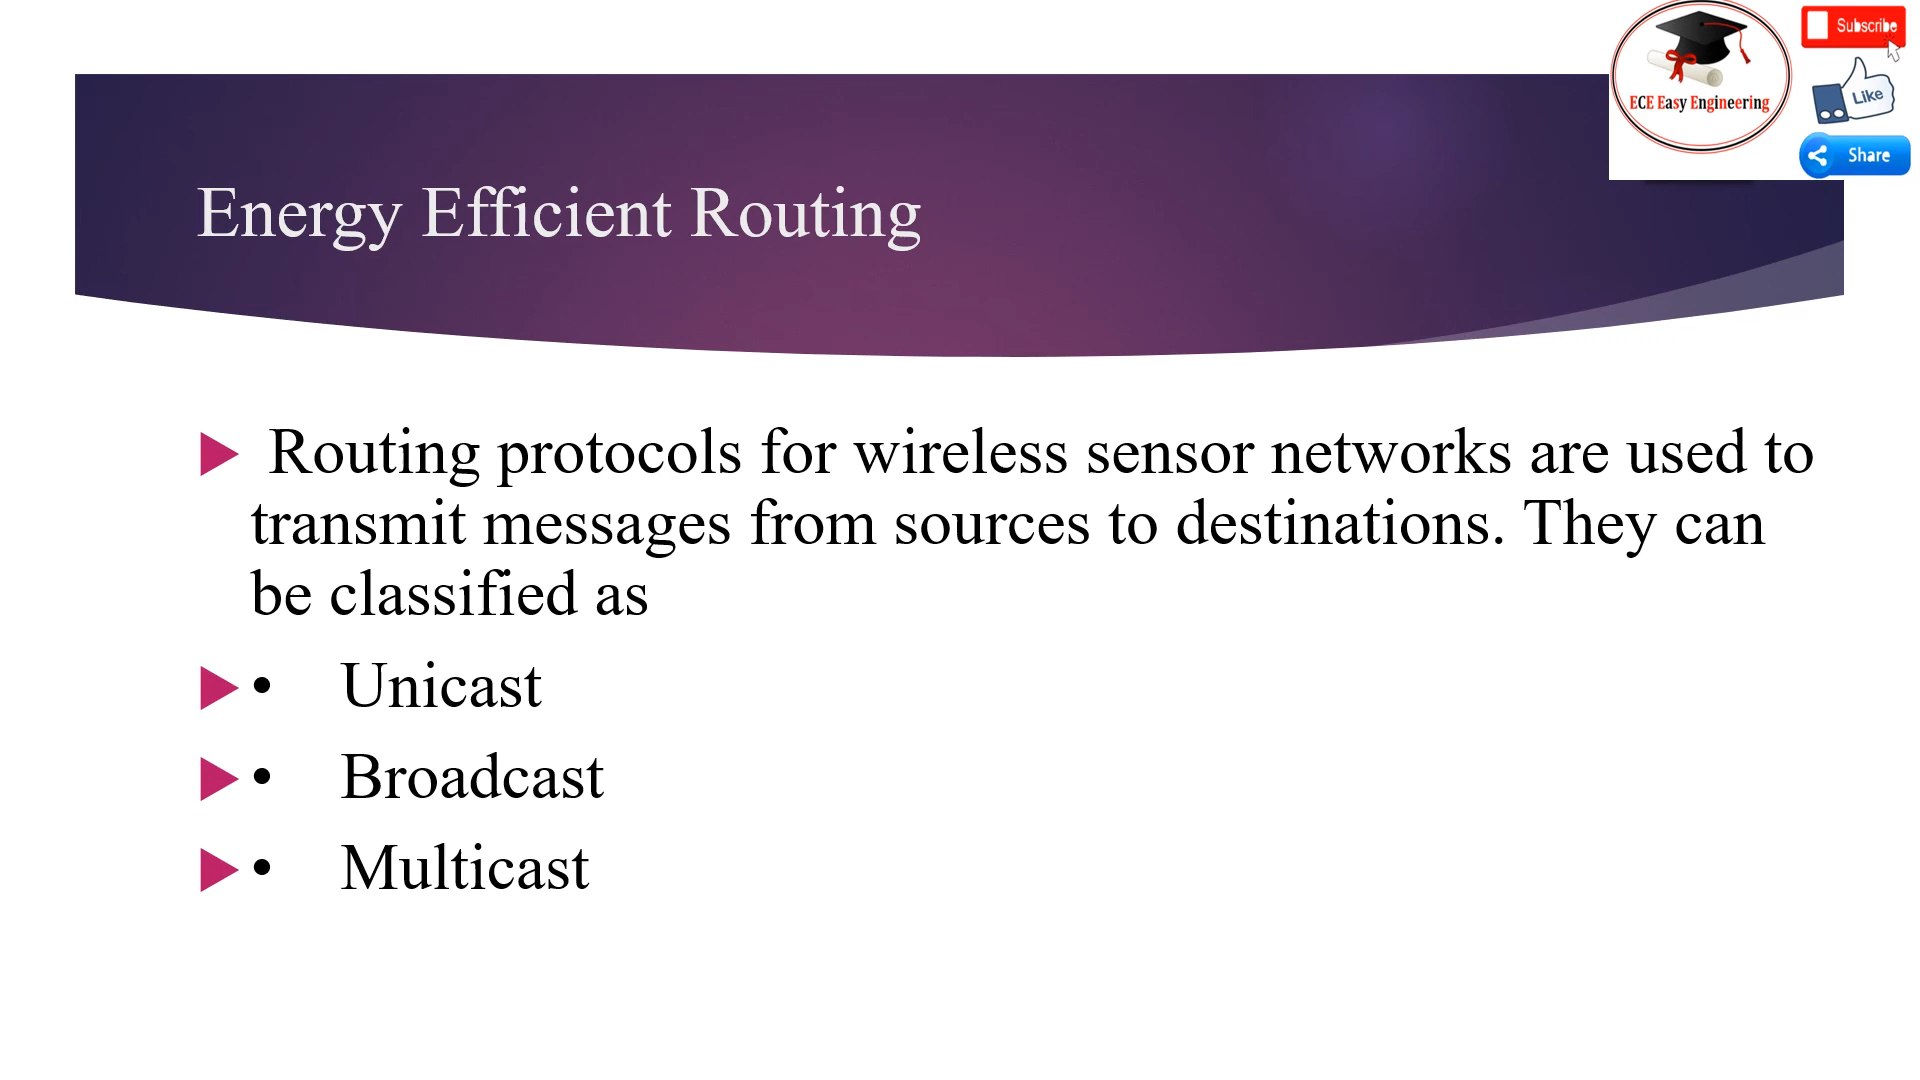 Subscribe
Like
ECE Easy Engineering
Share
Energy Efficient Routing
Routing protocols for wireless sensor networks are used to
transmit messages from sources to destinations. They can
be classified as
• Unicast
• Broadcast
• Multicast